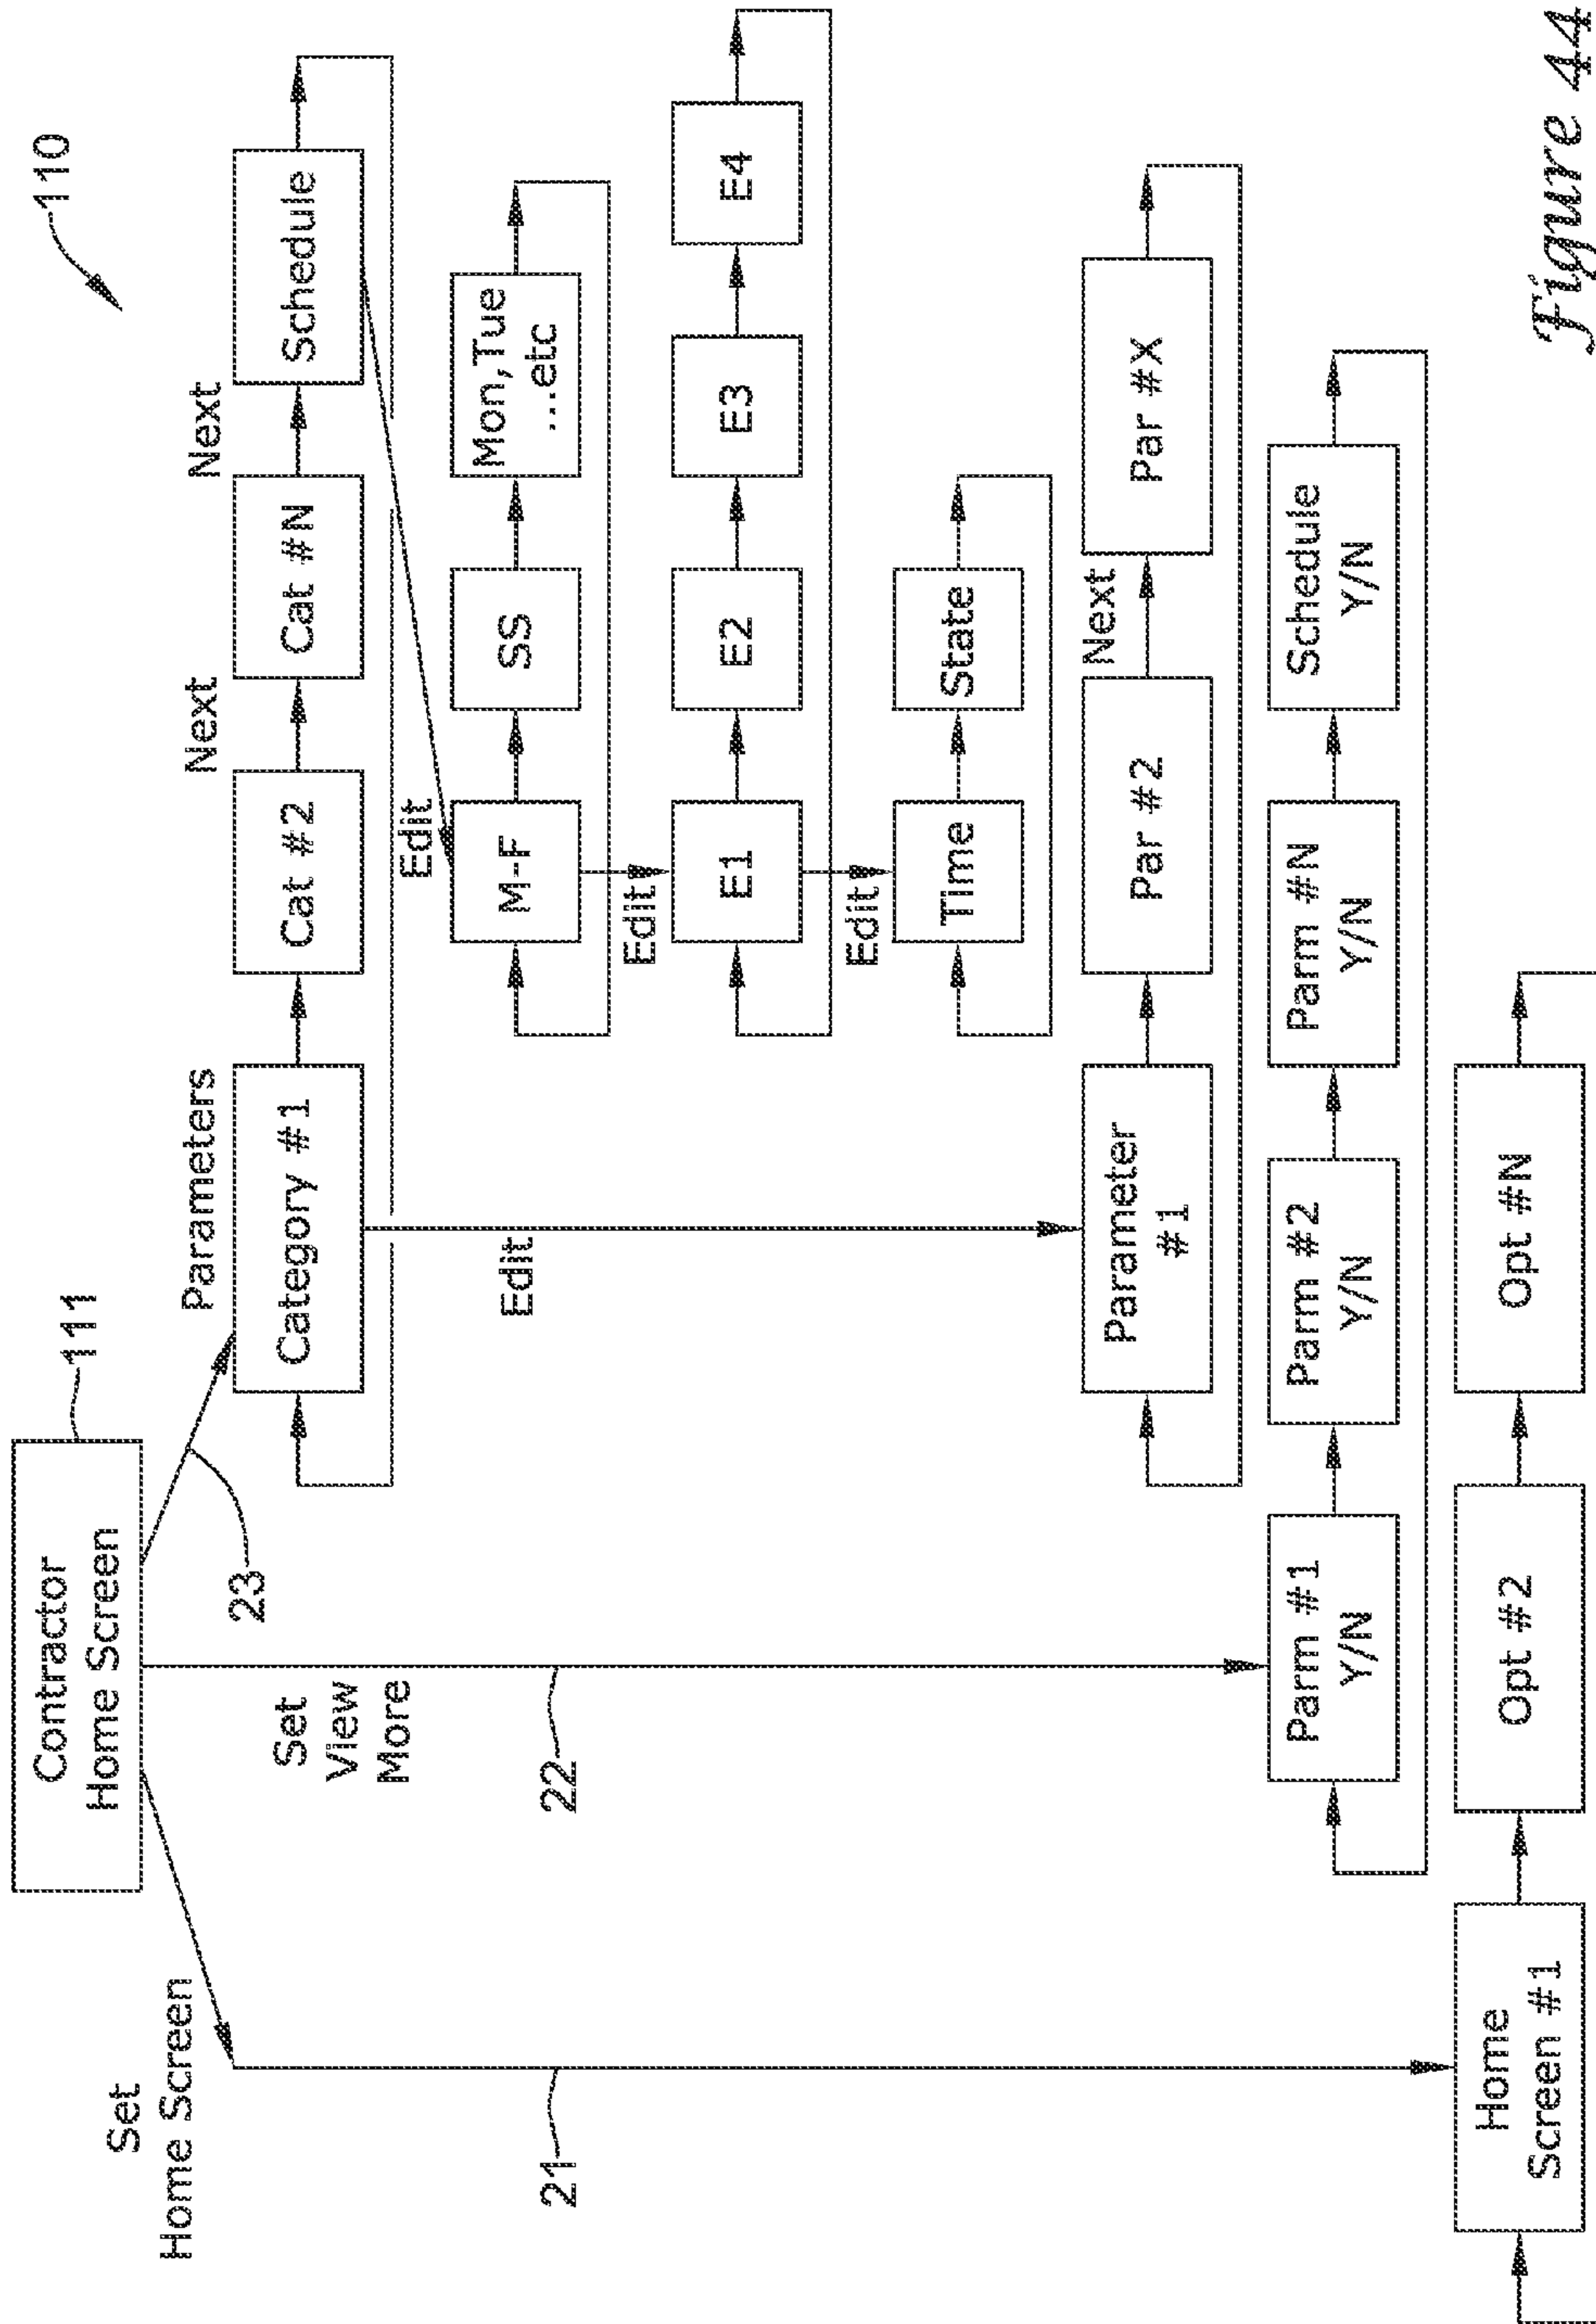 110
Contractor
Home Screen
111
Set
Home Screen
21
Set
View
More
22
23
Parameters
Category #1
Cat #2
Next
Cat #N
Next
Schedule
Edit
M-F
SS
Mon,Tue
...etc
Edit
E1
E2
E3
E4
Edit
Time
State
Edit
Parameter
#1
Par #2
Next
Par #X
Parm #1
Y/N
Parm #2
Y/N
Parm #N
Y/N
Schedule
Y/N
Home
Screen #1
Opt #2
Opt #N
Figure 44